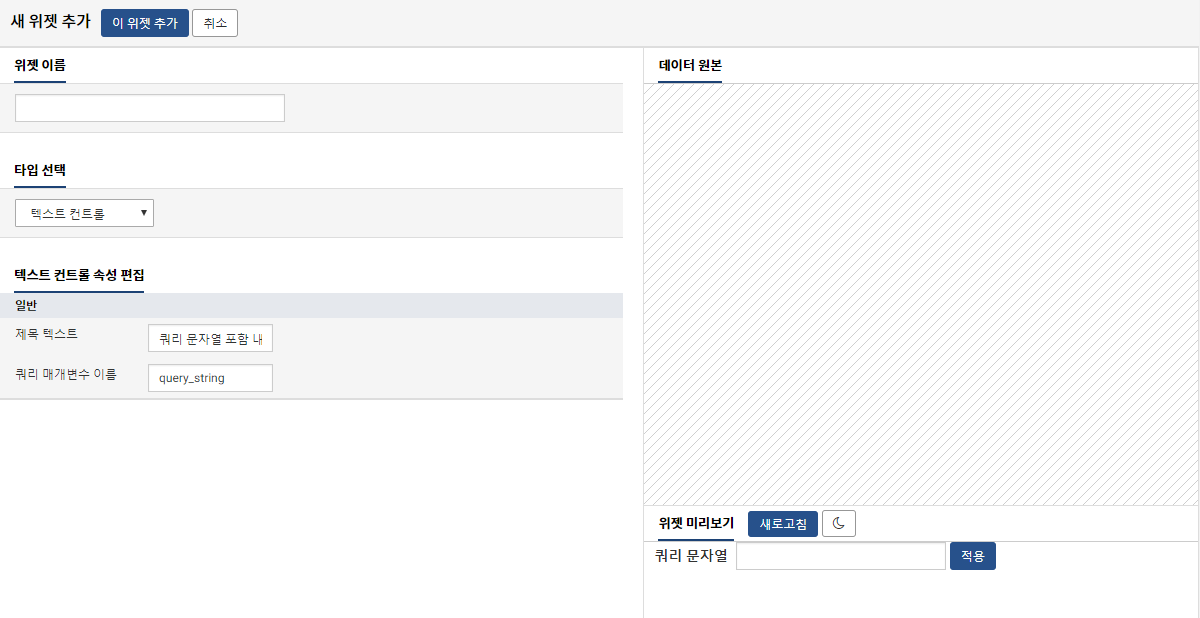 새 위젯 추가 이 위젯 추가 취소
위젯 이름
타입 선택
텍스트 컨트롤
텍스트 컨트롤 속성 편집
일반
제목 텍스트 쿼리 문자열 포함 내
쿼리 매개변수 이름 query_string
데이터 원본
위젯 미리보기 새로고침
쿼리 문자열 적용